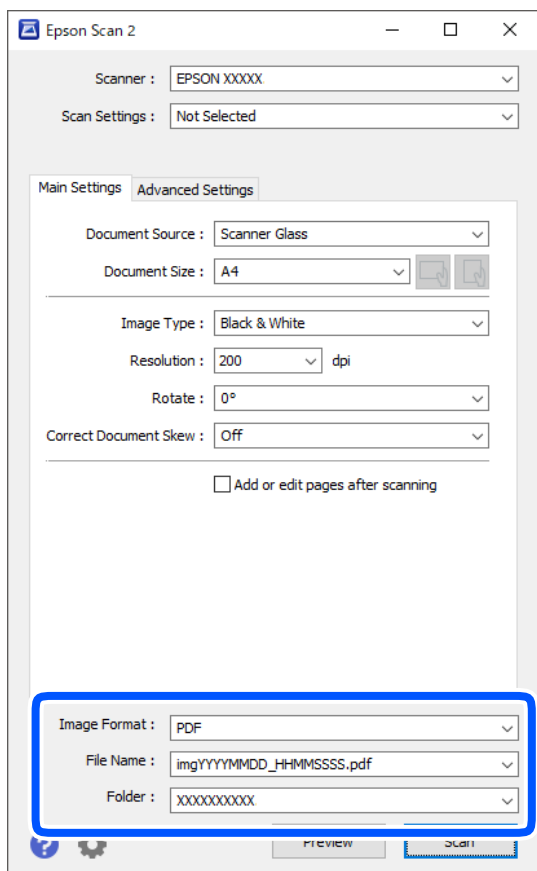 Epson Scan 2
Scanner : EPSON XXXXX
Scan Settings : Not Selected
Main Settings Advanced Settings
Document Source : Scanner Glass
Document Size : A4
Image Type : Black & White
Resolution : 200 dpi
Rotate : 0°
Correct Document Skew : Off
Add or edit pages after scanning
Image Format : PDF
File Name : imgYYYYMMDD_HHMMSSSS.pdf
Folder : XXXXXXXXXX
? Preview Scan